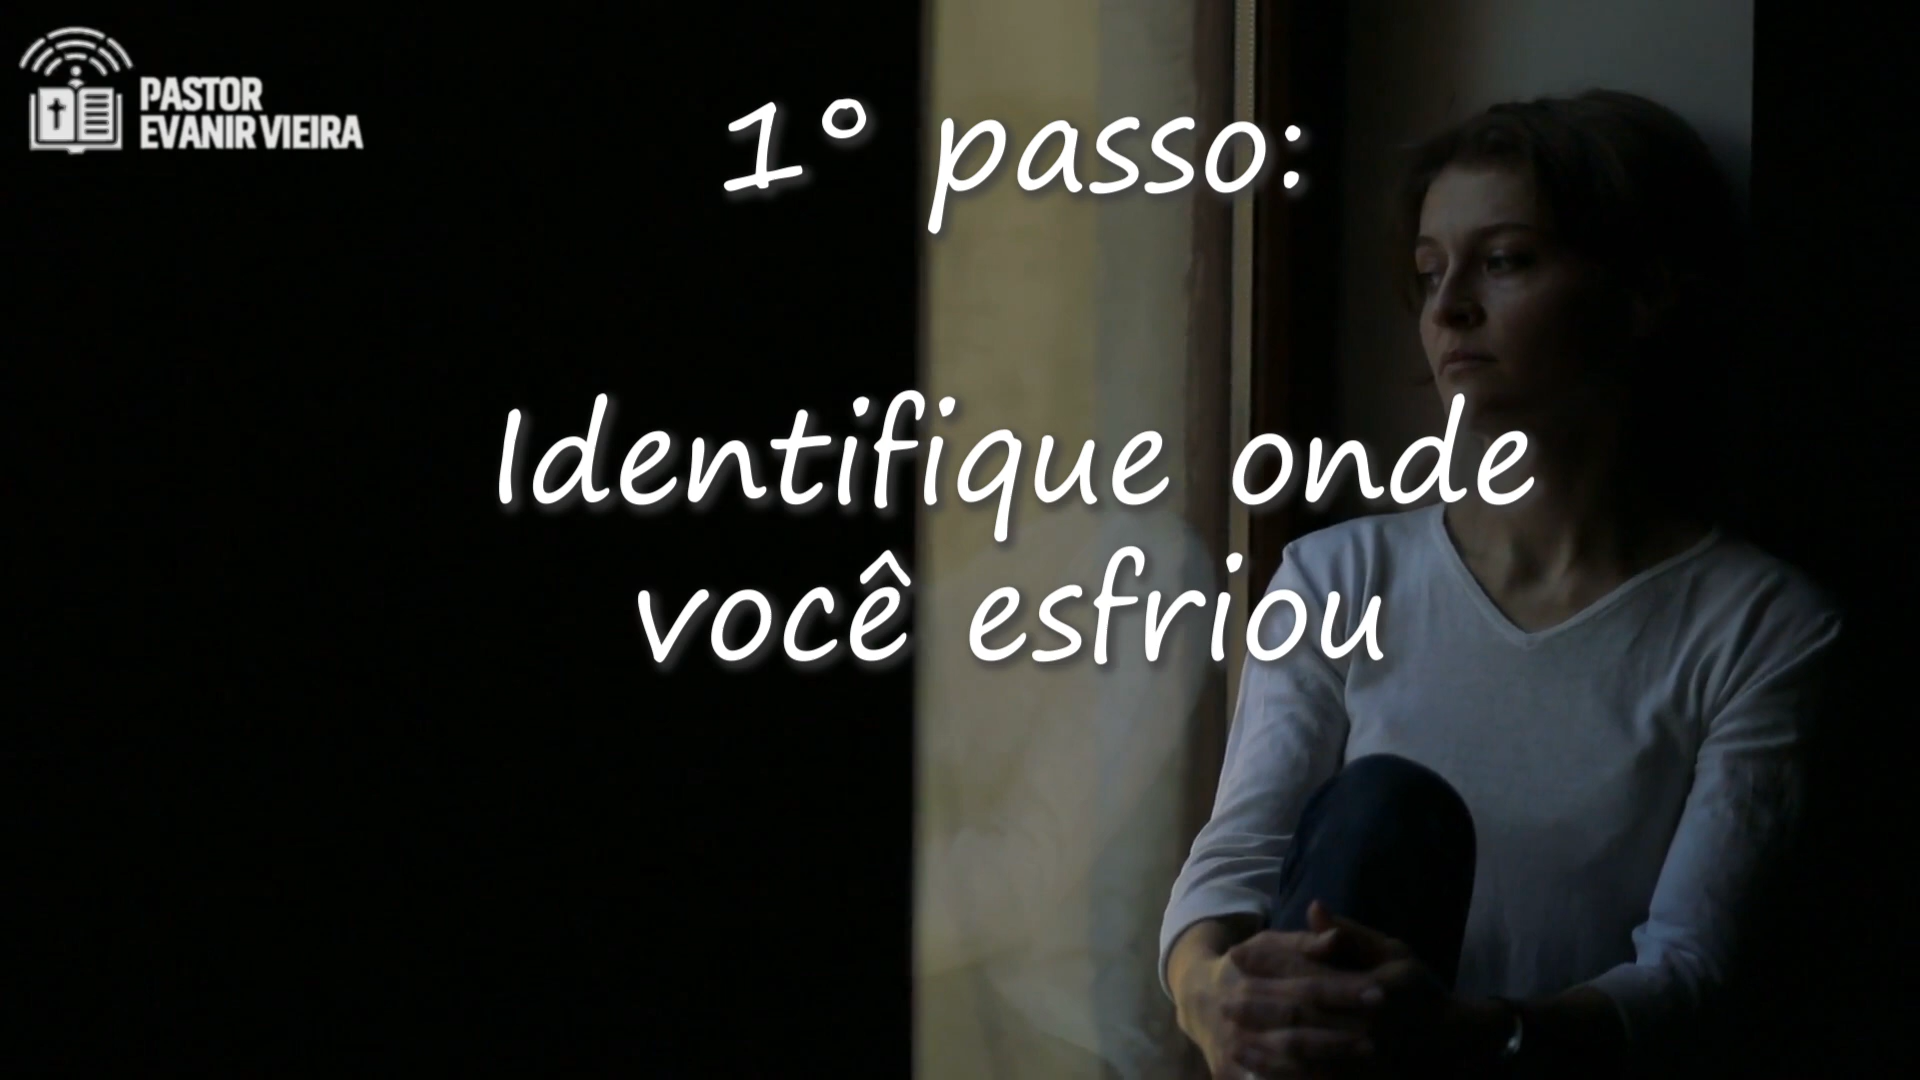 PASTOR
EVANIR VIEIRA
1° passo:
Identifique onde
você esfriou